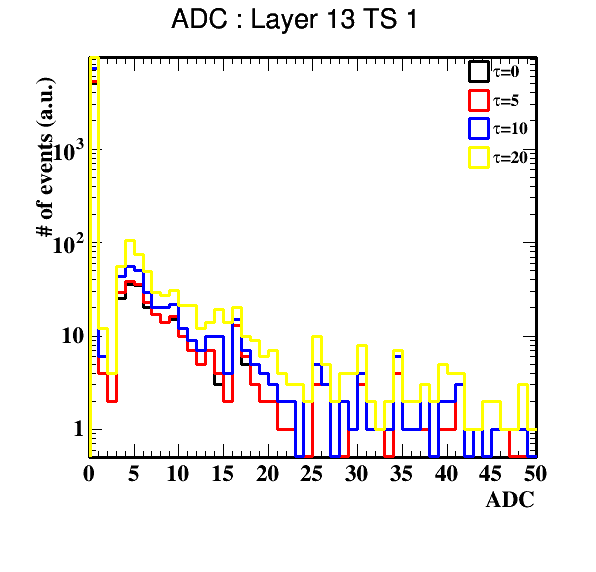 ADC : Layer 13 TS 1
# of events (a.u.)
τ=0
τ=5
τ=10
τ=20
10³
10²
10
1
0 5 10 15 20 25 30 35 40 45 50
ADC